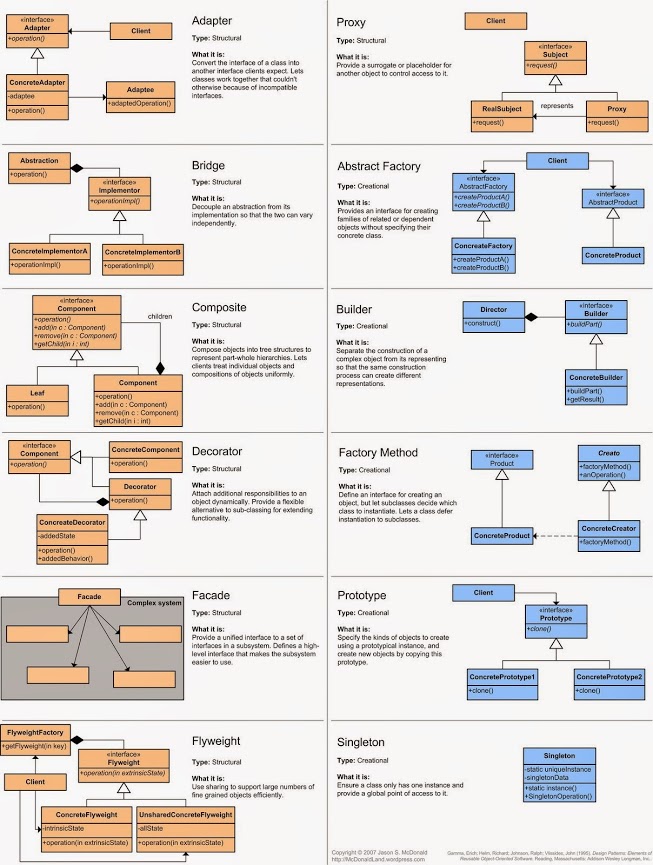 «interface»
Adapter
+operation()
Client
ConcreteAdapter
-adaptee
+operation()
Adaptee
+adaptedOperation()
Adapter
Type: Structural
What it is:
Convert the interface of a class into
another interface clients expect. Lets
classes work together that couldn't
otherwise because of incompatible
interfaces.
Client
«interface»
Subject
+request()
RealSubject
+request()
represents
Proxy
+request()
Proxy
Type: Structural
What it is:
Provide a surrogate or placeholder for
another object to control access to it.
Abstraction
+operation()
«interface»
Implementor
+operationImpl()
ConcreteImplementorA
+operationImpl()
ConcreteImplementorB
+operationImpl()
Bridge
Type: Structural
What it is:
Decouple an abstraction from its
implementation so that the two can vary
independently.
Abstract Factory
Type: Creational
What it is:
Provides an interface for creating
families of related or dependent
objects without specifying their
concrete class.
Client
«interface»
AbstractFactory
+createProductA()
+createProductB()
«interface»
AbstractProduct
ConcreateFactory
+createProductA()
+createProductB()
ConcreteProduct
«interface»
Component
+operation()
+add(in c : Component)
+remove(in c : Component)
+getChild(in i : int)
children
Leaf
+operation()
Component
+operation()
+add(in c : Component)
+remove(in c : Component)
+getChild(in i : int)
Composite
Type: Structural
What it is:
Compose objects into tree structures to
represent part-whole hierarchies. Lets
clients treat individual objects and
compositions of objects uniformly.
Builder
Type: Creational
What it is:
Separate the construction of a
complex object from its representing
so that the same construction
process can create different
representations.
Director
+construct()
«interface»
Builder
+buildPart()
ConcreteBuilder
+buildPart()
+getResult()
«interface»
Component
+operation()
ConcreteComponent
+operation()
Decorator
+operation()
ConcreateDecorator
-addedState
+operation()
+addedBehavior()
Decorator
Type: Structural
What it is:
Attach additional responsibilities to an
object dynamically. Provide a flexible
alternative to sub-classing for extending
functionality.
Factory Method
Type: Creational
What it is:
Define an interface for creating an
object, but let subclasses decide which
class to instantiate. Lets a class defer
instantiation to subclasses.
«interface»
Product
Creato
+factoryMethod()
+anOperation()
ConcreteProduct
ConcreteCreator
+factoryMethod()
Facade
Complex system
Facade
Type: Structural
What it is:
Provide a unified interface to a set of
interfaces in a subsystem. Defines a high-
level interface that makes the subsystem
easier to use.
Prototype
Type: Creational
What it is:
Specify the kinds of objects to create
using a prototypical instance, and
create new objects by copying this
prototype.
Client
«interface»
Prototype
+clone()
ConcretePrototype1
+clone()
ConcretePrototype2
+clone()
FlyweightFactory
+getFlyweight(in key)
«interface»
Flyweight
+operation(in extrinsicState)
Client
ConcreteFlyweight
-intrinsicState
+operation(in extrinsicState)
UnsharedConcreteFlyweight
-allState
+operation(in extrinsicState)
Flyweight
Type: Structural
What it is:
Use sharing to support large numbers of
fine grained objects efficiently.
Singleton
Type: Creational
What it is:
Ensure a class only has one instance and
provide a global point of access to it.
Singleton
-static uniqueInstance
-singletonData
+static instance()
+SingletonOperation()
Copyright © 2007 Jason S. McDonald
http://McDonaldLand.wordpress.com
Gamma, Erich; Helm, Richard; Johnson, Ralph; Vlissides, John (1995). Design Patterns: Elements of
Reusable Object-Oriented Software. Reading, Massachusetts: Addison Wesley Longman, Inc.